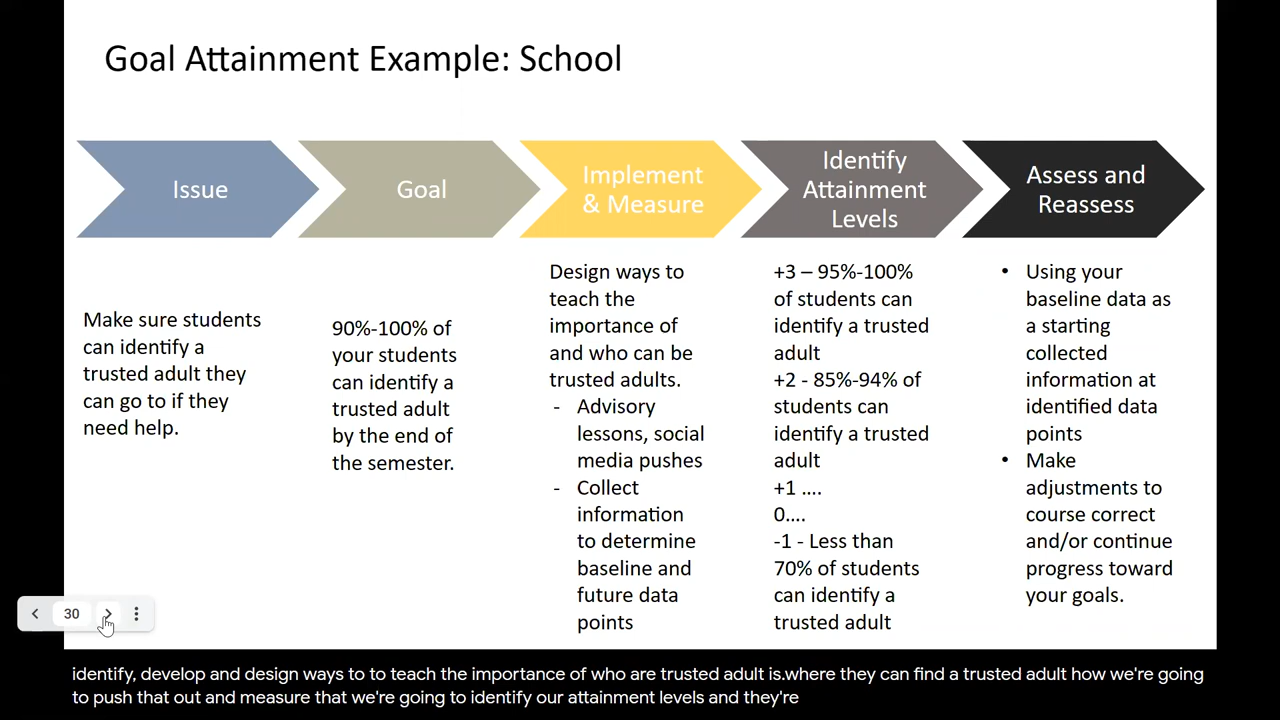 Goal Attainment Example: School
Issue
Goal
Implement
& Measure
Identify
Attainment
Levels
Assess and
Reassess
Make sure students
can identify a
trusted adult they
can go to if they
need help.
90%-100% of
your students
can identify a
trusted adult
by the end of
the semester.
Design ways to
teach the
importance of
and who can be
trusted adults.
- Advisory
lessons, social
media pushes
- Collect
information
to determine
baseline and
future data
points
+3 – 95%-100%
of students can
identify a trusted
adult
+2 - 85%-94% of
students can
identify a trusted
adult
+1 ....
0....
-1 - Less than
70% of students
can identify a
trusted adult
• Using your
baseline data as
a starting
collected
information at
identified data
points
• Make
adjustments to
course correct
and/or continue
progress toward
your goals.
30
identify, develop and design ways to to teach the importance of who are trusted adult is.where they can find a trusted adult how we're going
to push that out and measure that we're going to identify our attainment levels and they're